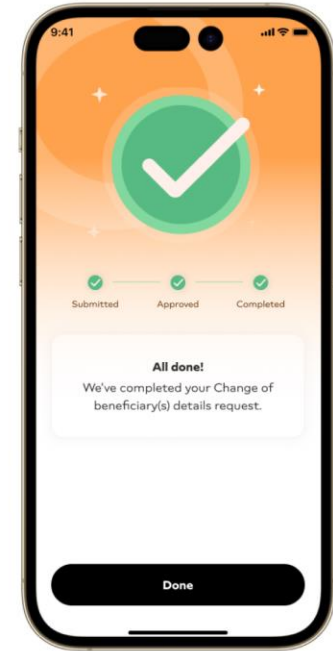 9:41
Submitted Approved Completed
All done!
We've completed your Change of
beneficiary(s) details request.
Done